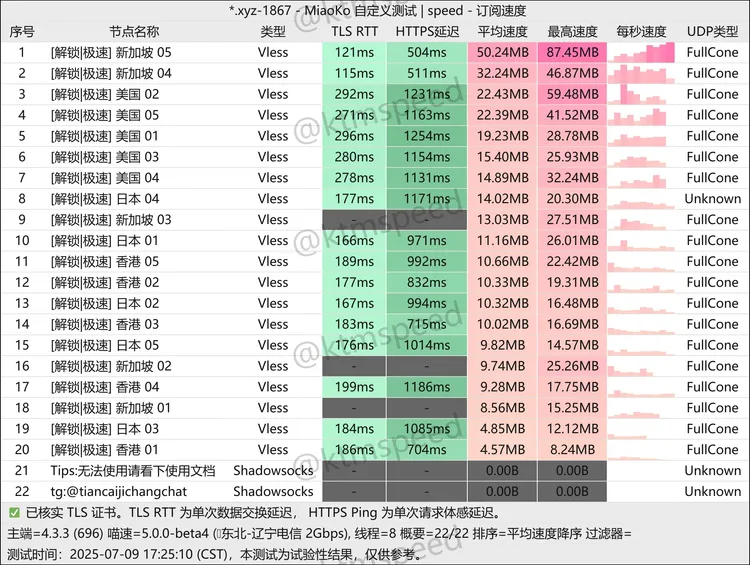 *.xyz-1867 - MiaoKo 自定义测试 | speed - 订阅速度
序号 节点名称 类型 TLS RTT HTTPS延迟 平均速度 最高速度 每秒速度 UDP类型
1 [解锁|极速] 新加坡 05 Vless 121ms 504ms 50.24MB 87.45MB FullCone
2 [解锁|极速] 新加坡 04 Vless 115ms 511ms 32.24MB 46.87MB FullCone
3 [解锁|极速] 美国 02 Vless 292ms 1231ms 22.43MB 59.48MB FullCone
4 [解锁|极速] 美国 05 Vless 271ms 1163ms 22.39MB 41.52MB FullCone
5 [解锁|极速] 美国 01 Vless 296ms 1254ms 19.23MB 28.78MB FullCone
6 [解锁|极速] 美国 03 Vless 280ms 1154ms 15.40MB 25.93MB FullCone
7 [解锁|极速] 美国 04 Vless 278ms 1131ms 14.89MB 32.24MB FullCone
8 [解锁|极速] 日本 04 Vless 177ms 1171ms 14.02MB 20.30MB Unknown
9 [解锁|极速] 新加坡 03 Vless - - 13.03MB 27.51MB FullCone
10 [解锁|极速] 日本 01 Vless 166ms 971ms 11.16MB 26.01MB FullCone
11 [解锁|极速] 香港 05 Vless 189ms 992ms 10.66MB 22.42MB FullCone
12 [解锁|极速] 香港 02 Vless 177ms 832ms 10.33MB 19.31MB FullCone
13 [解锁|极速] 日本 02 Vless 167ms 994ms 10.32MB 16.48MB FullCone
14 [解锁|极速] 香港 03 Vless 183ms 715ms 10.02MB 16.69MB FullCone
15 [解锁|极速] 日本 05 Vless 176ms 1014ms 9.82MB 14.57MB FullCone
16 [解锁|极速] 新加坡 02 Vless - - 9.74MB 25.26MB FullCone
17 [解锁|极速] 香港 04 Vless 199ms 1186ms 9.28MB 17.75MB FullCone
18 [解锁|极速] 新加坡 01 Vless - - 8.56MB 15.25MB FullCone
19 [解锁|极速] 日本 03 Vless 184ms 1085ms 4.85MB 12.12MB FullCone
20 [解锁|极速] 香港 01 Vless 186ms 704ms 4.57MB 8.24MB FullCone
21 Tips:无法使用请看下使用文档 Shadowsocks - - 0.00B 0.00B Unknown
22 tg:@tiancaijichangchat Shadowsocks - - 0.00B 0.00B Unknown
✅ 已核实 TLS 证书。TLS RTT 为单次数据交换延迟， HTTPS Ping 为单次请求体感延迟。
主端=4.3.3 (696) 喵速=5.0.0-beta4 (东北-辽宁电信 2Gbps), 线程=8 概要=22/22 排序=平均速度降序 过滤器=
测试时间：2025-07-09 17:25:10 (CST)，本测试为试验性结果，仅供参考。
@ktmspeed
@ktmspeed
@ktmspeed
@ktmspeed